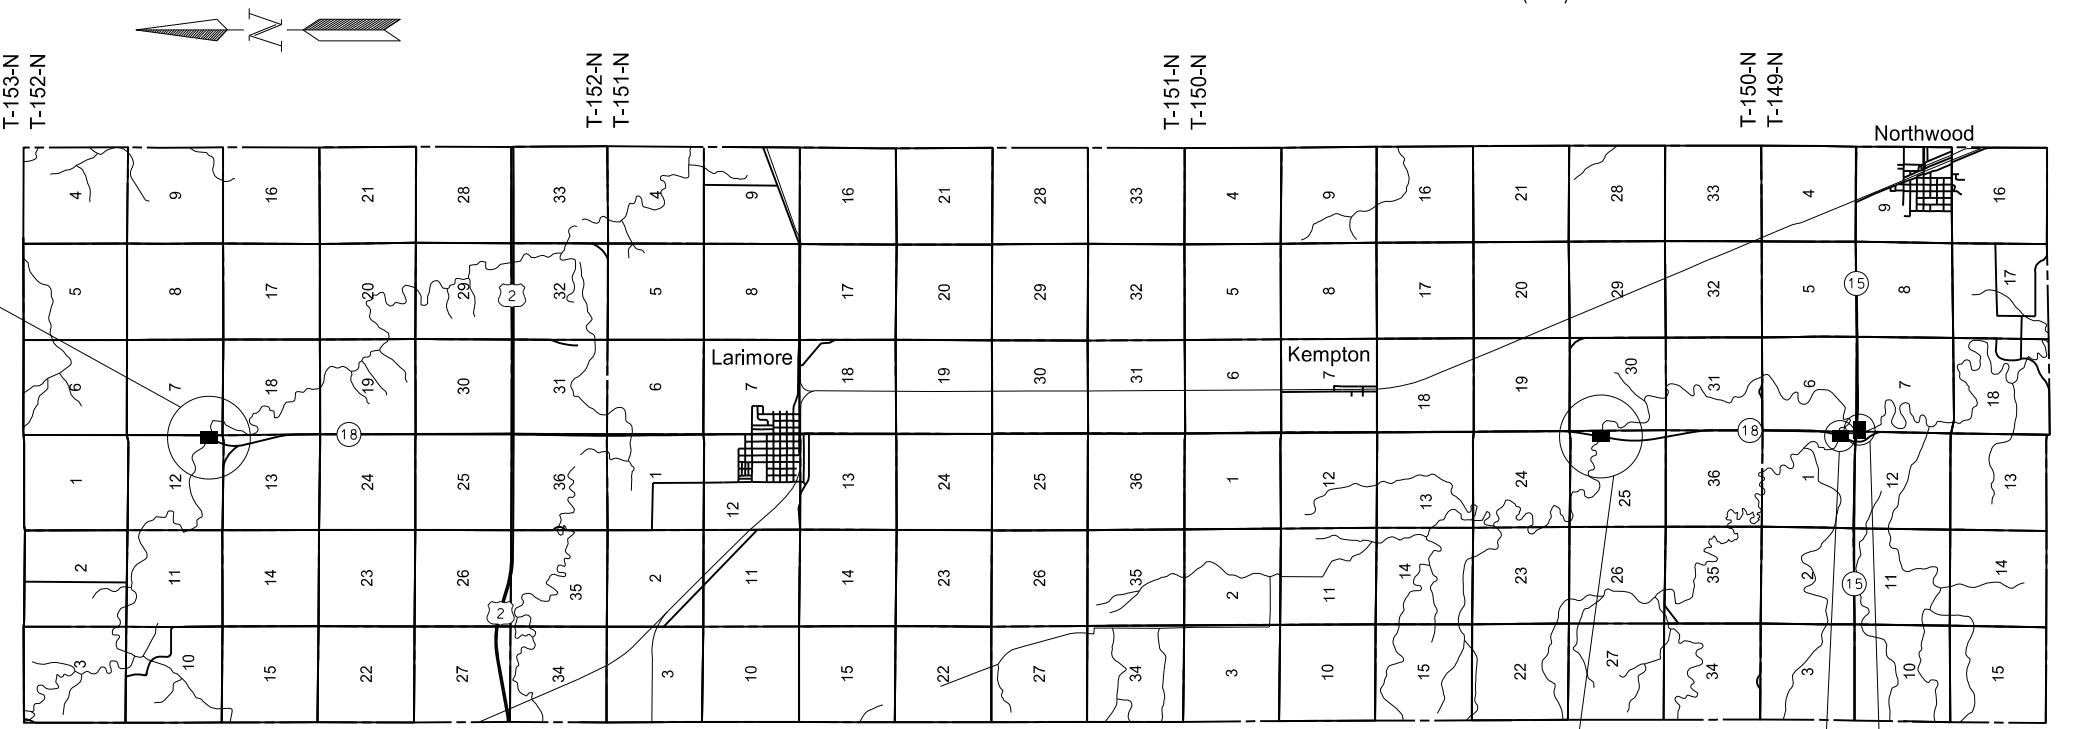 N
T-153-N
T-152-N
T-152-N
T-151-N
T-151-N
T-150-N
T-150-N
T-149-N
Northwood
4 9 16 21 28 33 4 9 16 21 28 33 4 9 16 21 28 33 4 9 16
5 8 17 20 29 2 32 5 8 17 20 29 32 5 8 17 20 29 32 5 15 8 17
Larimore
Kempton
6 7 18 19 30 31 6 7 18 19 30 31 6 7 18 19 30 31 6 7 18
18
18
1 12 13 24 25 36 1 12 13 24 25 36 1 12 13 24 25 36 1 12 13
2 11 14 23 26 2 35 2 11 14 23 26 35 2 11 14 23 26 35 2 15 11 14
3 10 15 22 27 34 3 10 15 22 27 34 3 10 15 22 27 34 3 10 15